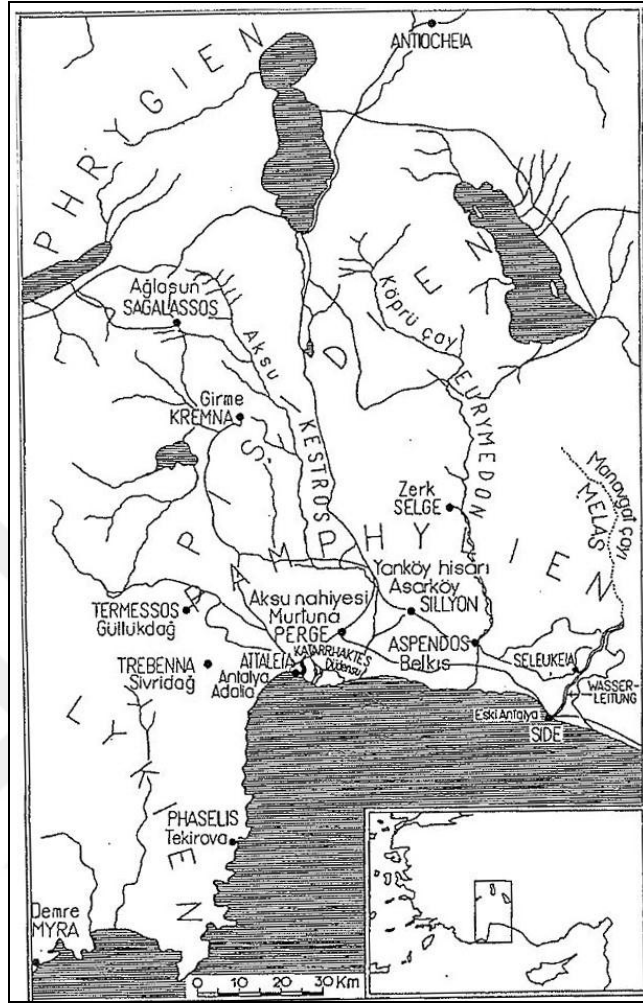 ANTIOCHEIA
PHRYGIEN
Ağlasun
SAGALASSOS
Aksu
KESTROS
Köprü çay
EURYMEDON
PISIDIEN
Girme
KREMNA
Zerk
SELGE
Manavgat çayı
MELAS
PAMPHYLIEN
Yanköy hisarı
Asarköy
SILLYON
Aksu nahiyesi
Murtuna
PERGE
TERMESSOS
Güllükdağ
ASPENDOS
Belkıs
SELEUKEIA
TREBENNA
Sivridağ
ATTALEIA
Antalya
Adalia
KATARRHAKTES
Düdensu
WASSER-
LEITUNG
Eski Antalya
SIDE
LYKIEN
PHASELIS
Tekirova
Demre
MYRA
0 10 20 30 Km